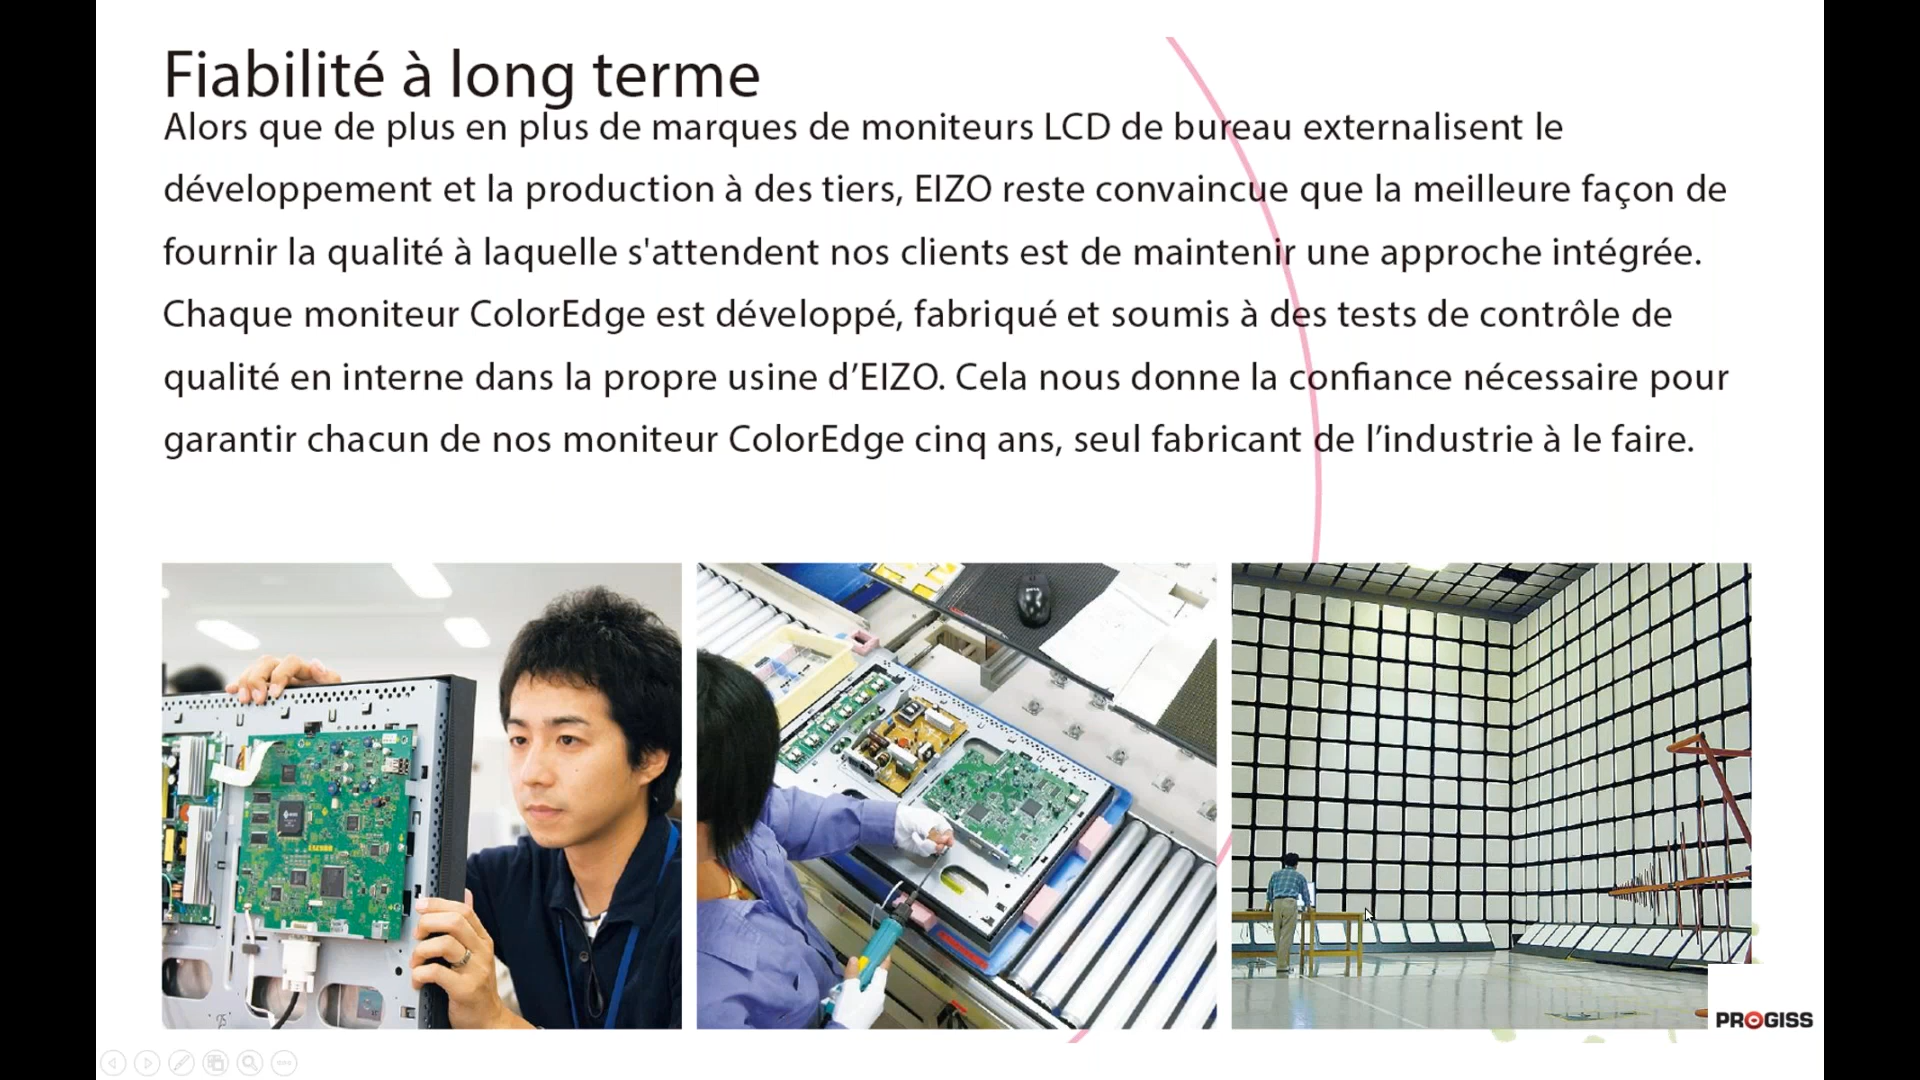 Fiabilité à long terme
Alors que de plus en plus de marques de moniteurs LCD de bureau externalisent le
développement et la production à des tiers, EIZO reste convaincue que la meilleure façon de
fournir la qualité à laquelle s'attendent nos clients est de maintenir une approche intégrée.
Chaque moniteur ColorEdge est développé, fabriqué et soumis à des tests de contrôle de
qualité en interne dans la propre usine d’EIZO. Cela nous donne la confiance nécessaire pour
garantir chacun de nos moniteur ColorEdge cinq ans, seul fabricant de l’industrie à le faire.
PROGISS